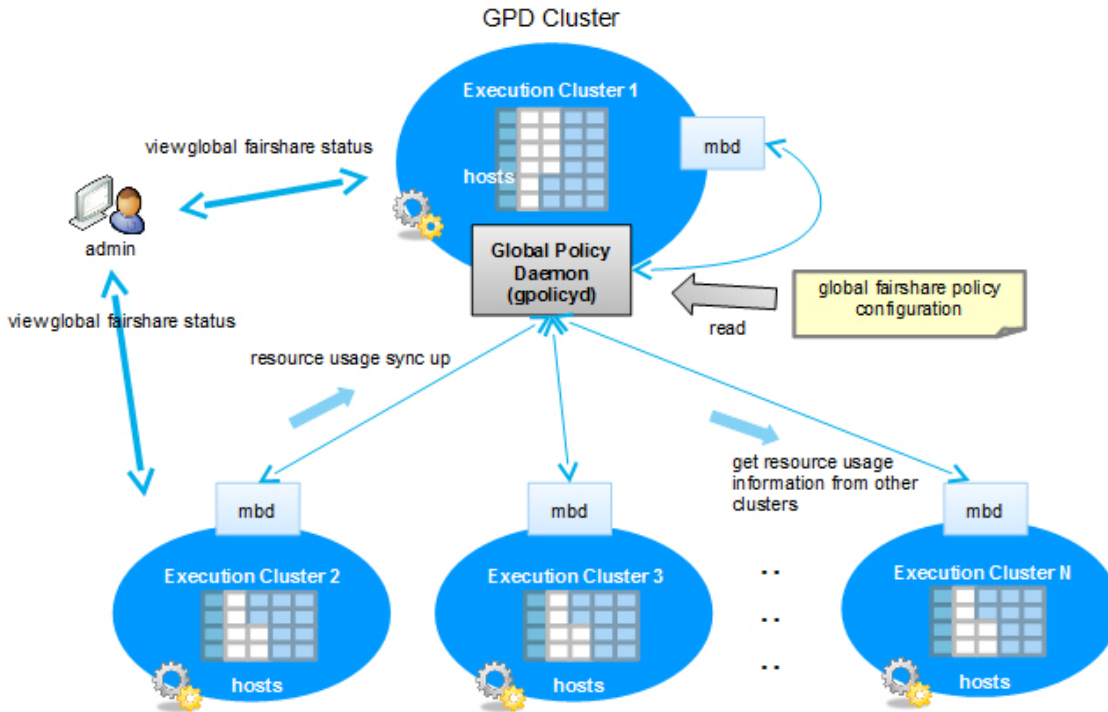 GPD Cluster
Execution Cluster 1
mbd
viewglobal fairshare status
hosts
admin
Global Policy
Daemon
(gpolicyd)
global fairshare policy
configuration
read
viewglobal fairshare status
resource usage sync up
get resource usage
information from other
clusters
mbd
mbd
mbd
Execution Cluster 2
Execution Cluster 3
Execution Cluster N
. .
. .
. .
hosts
hosts
hosts